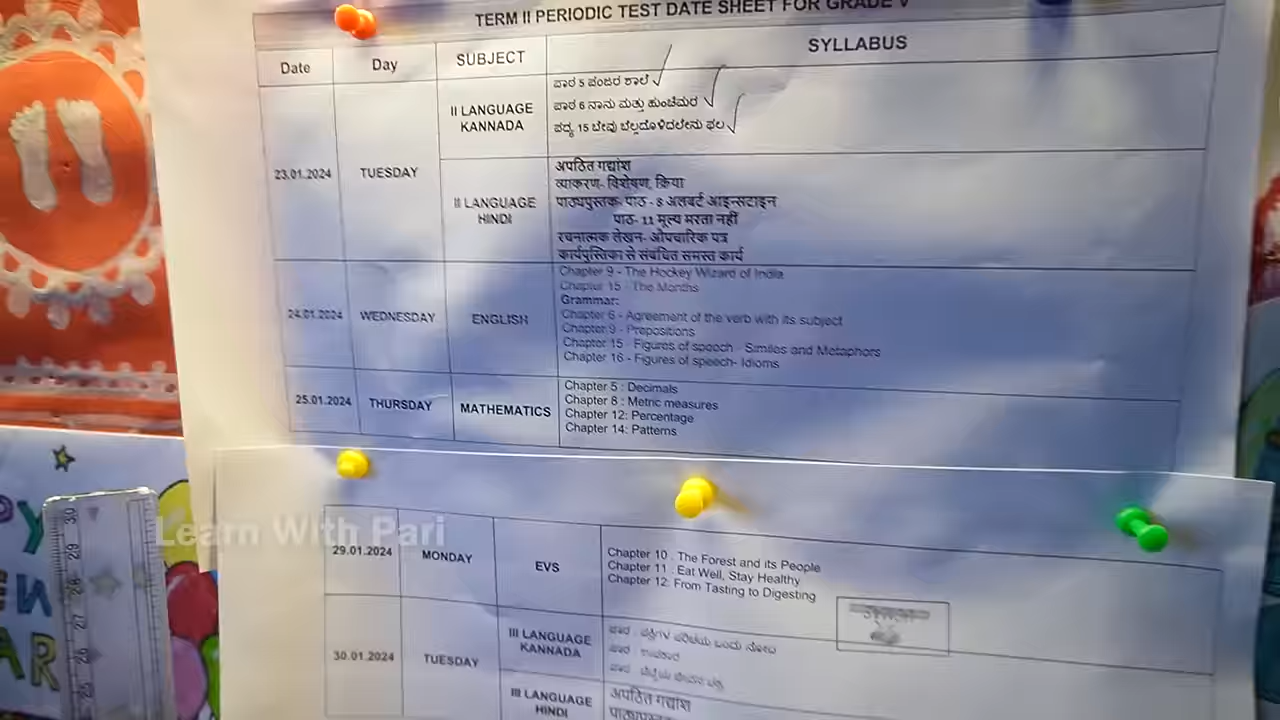 TERM II PERIODIC TEST DATE SHEET FOR GRADE V
Date Day SUBJECT SYLLABUS
23.01.2024 TUESDAY
II LANGUAGE KANNADA
ಪಾಠ 5 ಪಂಜರ ಶಾಲೆ
ಪಾಠ 6 ನಾನು ಮತ್ತು ಹುಂಚಿಮರ
ಪದ್ಯ 15 ಬೇವು ಬೆಲ್ಲದೊಳಿಡಲೇನು ಫಲ
II LANGUAGE HINDI
अपठित गद्यांश
व्याकरण- विशेषण, क्रिया
पाठ्यपुस्तक- पाठ - 8 अलबर्ट आइन्सटाइन
पाठ- 11 मूल्य मरता नहीं
रचनात्मक लेखन- औपचारिक पत्र
कार्यपुस्तिका से संबंधित समस्त कार्य
24.01.2024 WEDNESDAY ENGLISH
Chapter 9 - The Hockey Wizard of India
Chapter 15 - The Months
Grammar:
Chapter 6 - Agreement of the verb with its subject
Chapter 9 - Prepositions
Chapter 15 - Figures of speech - Similes and Metaphors
Chapter 16 - Figures of speech- Idioms
25.01.2024 THURSDAY MATHEMATICS
Chapter 5 : Decimals
Chapter 8 : Metric measures
Chapter 12: Percentage
Chapter 14: Patterns
Learn With Pari
29.01.2024 MONDAY EVS
Chapter 10 . The Forest and its People
Chapter 11 : Eat Well, Stay Healthy
Chapter 12: From Tasting to Digesting
30.01.2024 TUESDAY
III LANGUAGE KANNADA
III LANGUAGE HINDI
अपठित गद्यांश
30
29
28
27
26
25